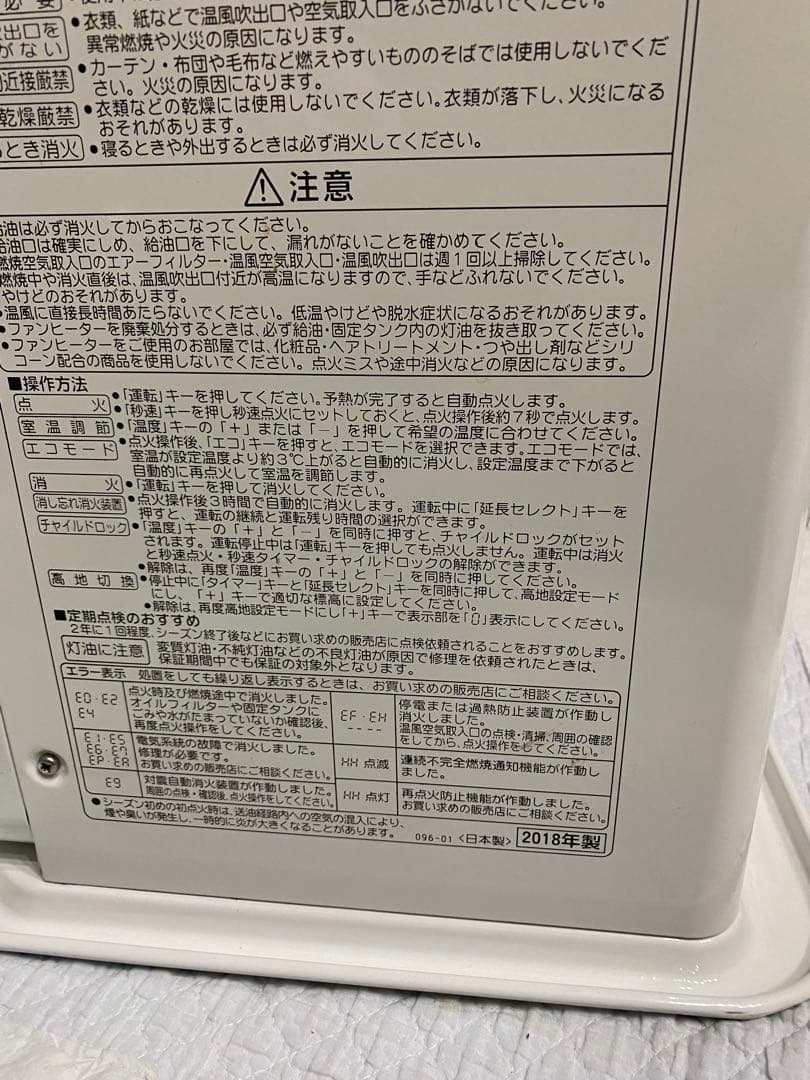 必要
●衣類、紙などで温風吹出口や空気取入口をふさがないでください。
異常燃焼や火災の原因になります。
出口を
がない
●カーテン・布団や毛布など燃えやすいもののそばでは使用しないでくだ
さい。火災の原因になります。
近接厳禁
●衣類などの乾燥には使用しないでください。衣類が落下し、火災になる
おそれがあります。
乾燥厳禁
とき消火 ●寝るときや外出するときは必ず消火してください。
⚠注意
給油は必ず消火してからおこなってください。
給油口は確実にしめ、給油口を下にして、漏れがないことを確かめてください。
燃焼空気取入口のエアーフィルター・温風空気取入口・温風吹出口は週1回以上掃除してください。
燃焼中や消火直後は、温風吹出口付近が高温になりますので、手などふれないでください。
やけどのおそれがあります。
●温風に直接長時間あたらないでください。低温やけどや脱水症状になるおそれがあります。
●ファンヒーターを廃棄処分するときは、必ず給油・固定タンク内の灯油を抜き取ってください。
●ファンヒーターをご使用のお部屋では、化粧品・ヘアトリートメント・つや出し剤などシリ
コーン配合の商品を使用しないでください。点火ミスや途中消火などの原因になります。
■操作方法
点火 ●「運転」キーを押してください。予熱が完了すると自動点火します。
●「秒速」キーを押し秒速点火にセットしておくと、点火操作後約7秒で点火します。
室温調節 ●「温度」キーの「+」または「−」を押して希望の温度に合わせてください。
エコモード ●点火操作後、「エコ」キーを押すと、エコモードを選択できます。エコモードでは、
室温が設定温度より約3℃上がると自動的に消火し、設定温度まで下がると
自動的に再点火して室温を調節します。
消火 ●「運転」キーを押して消火してください。
消し忘れ消火装置 ●点火操作後3時間で自動的に消火します。運転中に「延長セレクト」キーを
押すと、運転の継続と運転残り時間の選択ができます。
チャイルドロック ●「温度」キーの「+」と「−」を同時に押すと、チャイルドロックがセット
されます。運転停止中は「運転」キーを押しても点火しません。運転中は消火
と秒速点火・秒速タイマー・チャイルドロックの解除ができます。
●解除は、再度「温度」キーの「+」と「−」を同時に押してください。
高地切換 ●停止中に「タイマー」キーと「延長セレクト」キーを同時に押して、高地設定モード
にし、「+」キーで適切な標高に設定してください。
●解除は、再度高地設定モードにし「+」キーで表示部を「0」表示にしてください。
■定期点検のおすすめ
2年に1回程度、シーズン終了後などにお買い求めの販売店に点検依頼されることをおすすめします。
灯油に注意 変質灯油・不純灯油などの不良灯油が原因で修理を依頼されたときは、
保証期間中でも保証の対象外となります。
エラー表示 処置をしても繰り返し表示するときは、お買い求めの販売店にご相談ください。
E0・E2
E4
点火時及び燃焼途中で消火しました。
オイルフィルターや固定タンクに
ごみや水がたまっていないか確認後、
再度点火操作をしてください。
EF・EH
----
停電または過熱防止装置が作動し
消火しました。
温風空気取入口の点検・清掃、周囲の確認
をしてから、点火操作をしてください。
E1・E5
E6・E7
EP・EA
電気系統の故障で消火しました。
修理が必要です。
お買い求めの販売店にご相談ください。
HH 点滅
連続不完全燃焼通知機能が作動し
ました。
E9
対震自動消火装置が作動しました。
周囲の点検・確認後、点火操作をしてください。
HH 点灯
再点火防止機能が作動しました。
お買い求めの販売店にご相談ください。
●シーズン初めの初点火時は、送油経路内への空気の混入により、
煙や臭いが発生し、一時的に炎が大きくなることがあります。
096-01 <日本製> 2018年製